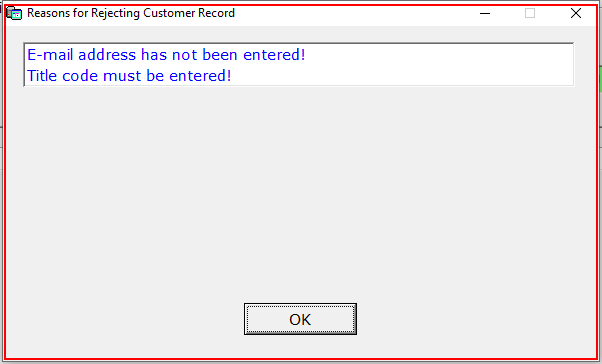 Reasons for Rejecting Customer Record
E-mail address has not been entered!
Title code must be entered!
OK